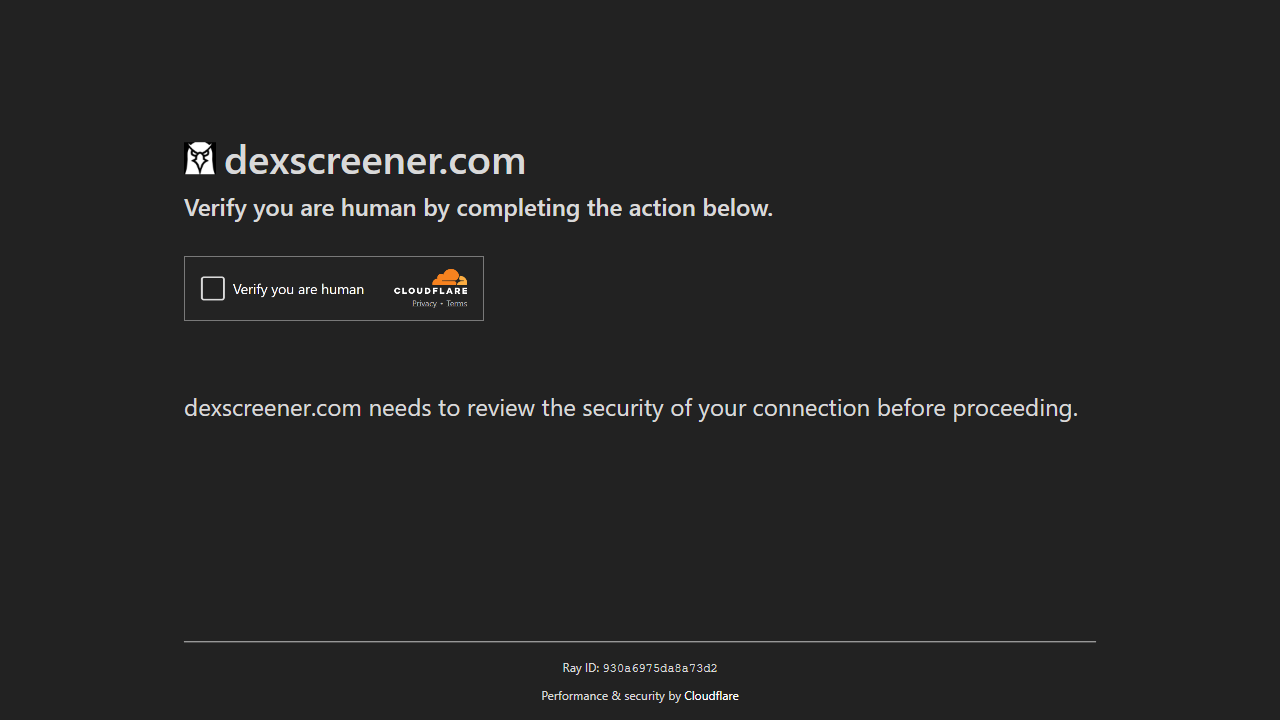 dexscreener.com
Verify you are human by completing the action below.
Verify you are human
CLOUDFLARE
Privacy • Terms
dexscreener.com needs to review the security of your connection before proceeding.
Ray ID: 930a6975da8a73d2
Performance & security by Cloudflare